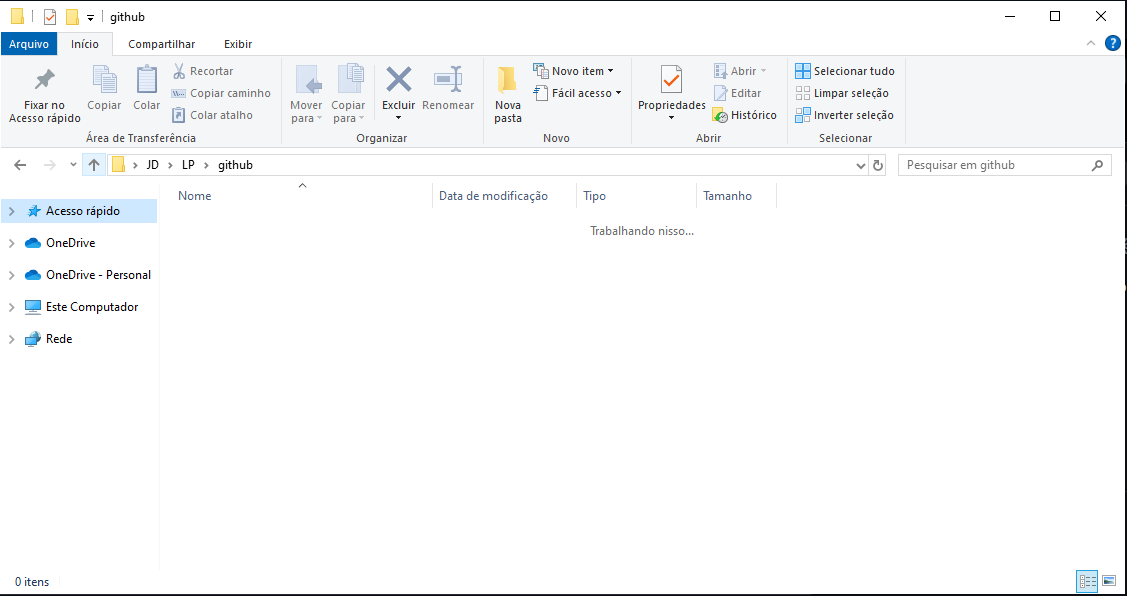 github
Arquivo Início Compartilhar Exibir
Fixar no Acesso rápido
Copiar
Colar
Recortar
Copiar caminho
Colar atalho
Área de Transferência
Mover para
Copiar para
Excluir
Renomear
Organizar
Nova pasta
Novo item
Fácil acesso
Novo
Propriedades
Abrir
Editar
Histórico
Abrir
Selecionar tudo
Limpar seleção
Inverter seleção
Selecionar
JD > LP > github
Pesquisar em github
Nome Data de modificação Tipo Tamanho
Trabalhando nisso...
Acesso rápido
OneDrive
OneDrive - Personal
Este Computador
Rede
0 itens